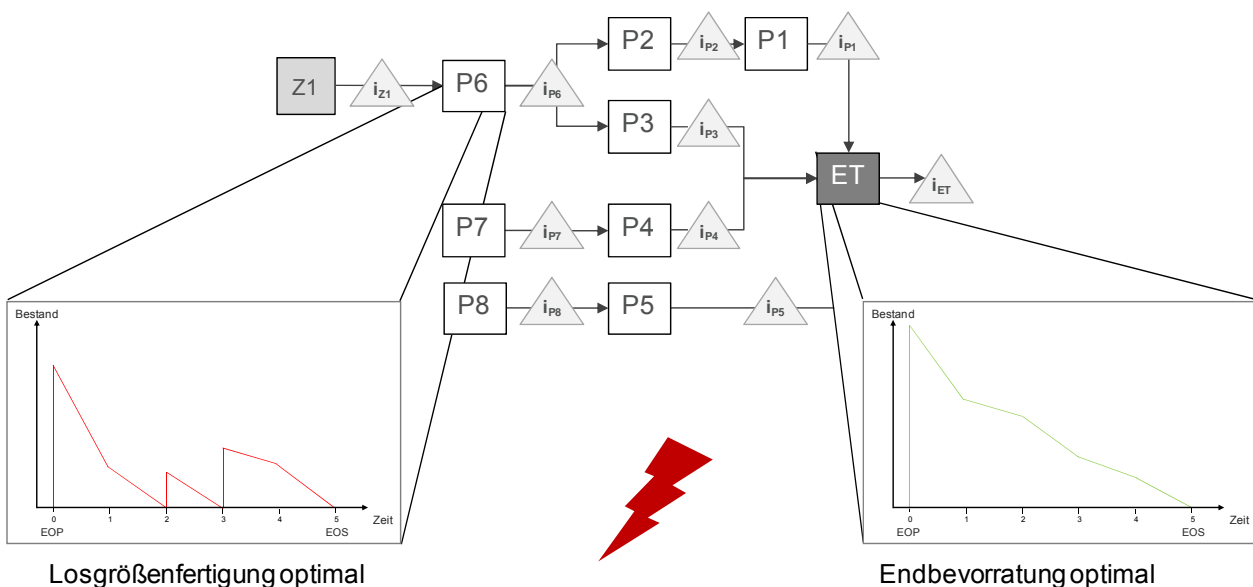 P2
i_P2
P1
i_P1
Z1
i_Z1
P6
i_P6
P3
i_P3
ET
i_ET
P7
i_P7
P4
i_P4
P8
i_P8
P5
i_P5
Bestand
0
1
2
3
4
5
Zeit
EOP
EOS
Losgrößenfertigung optimal
Bestand
0
1
2
3
4
5
Zeit
EOP
EOS
Endbevorratung optimal